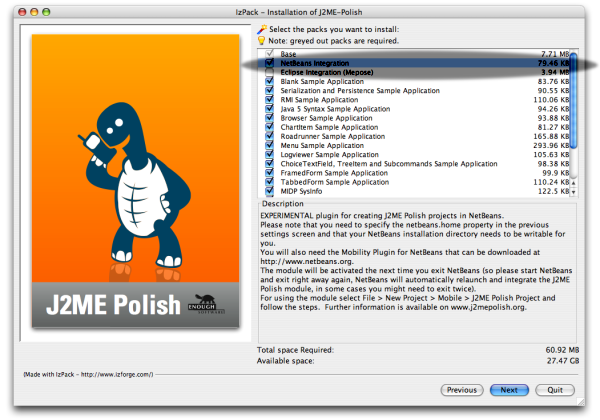 IzPack - Installation of J2ME-Polish
Select the packs you want to install:
Note: greyed out packs are required.
Base 7.71 MB
NetBeans Integration 79.46 KB
Eclipse Integration (Mepose) 3.94 MB
Blank Sample Application 83.76 KB
Serialization and Persistence Sample Application 90.55 KB
RMI Sample Application 110.06 KB
Java 5 Syntax Sample Application 94.26 KB
Browser Sample Application 93.88 KB
ChartItem Sample Application 81.27 KB
Roadrunner Sample Application 165.88 KB
Menu Sample Application 293.96 KB
Logviewer Sample Application 105.63 KB
ChoiceTextField, TreeItem and Subcommands Sample Application 98.38 KB
FramedForm Sample Application 99.9 KB
TabbedForm Sample Application 110.24 KB
MIDP SysInfo 122.5 KB
Description
EXPERIMENTAL plugin for creating J2ME Polish projects in NetBeans.
Please note that you need to specify the netbeans.home property in the previous
settings screen and that your NetBeans installation directory needs to be writable for
you.
You will also need the Mobility Plugin for NetBeans that can be downloaded at
http://www.netbeans.org.
The module will be activated the next time you exit NetBeans (so please start NetBeans
and exit right away again, NetBeans will automatically relaunch and integrate the J2ME
Polish module, in some cases you might need to exit twice).
For using the module select File > New Project > Mobile > J2ME Polish Project and
follow the steps.  Further information is available on www.j2mepolish.org.
J2ME Polish
ENOUGH
SOFTWARE
Total space Required: 60.92 MB
Available space: 27.47 GB
(Made with IzPack - http://www.izforge.com/)
Previous Next Quit